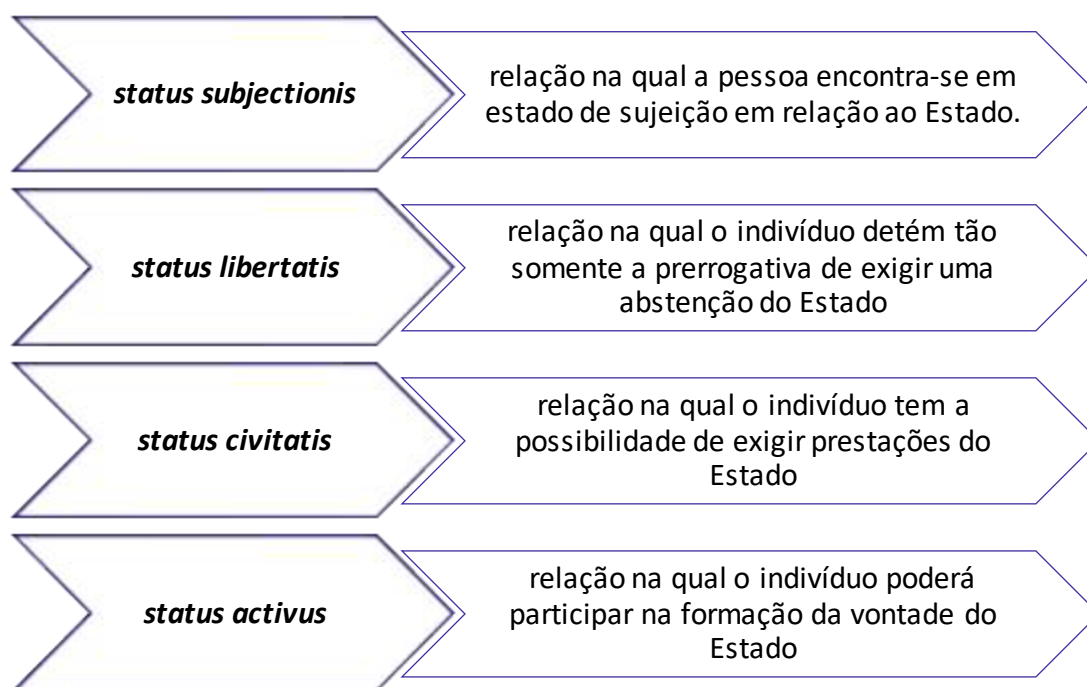 status subjectionis
relação na qual a pessoa encontra-se em
estado de sujeição em relação ao Estado.
status libertatis
relação na qual o indivíduo detém tão
somente a prerrogativa de exigir uma
abstenção do Estado
status civitatis
relação na qual o indivíduo tem a
possibilidade de exigir prestações do
Estado
status activus
relação na qual o indivíduo poderá
participar na formação da vontade do
Estado